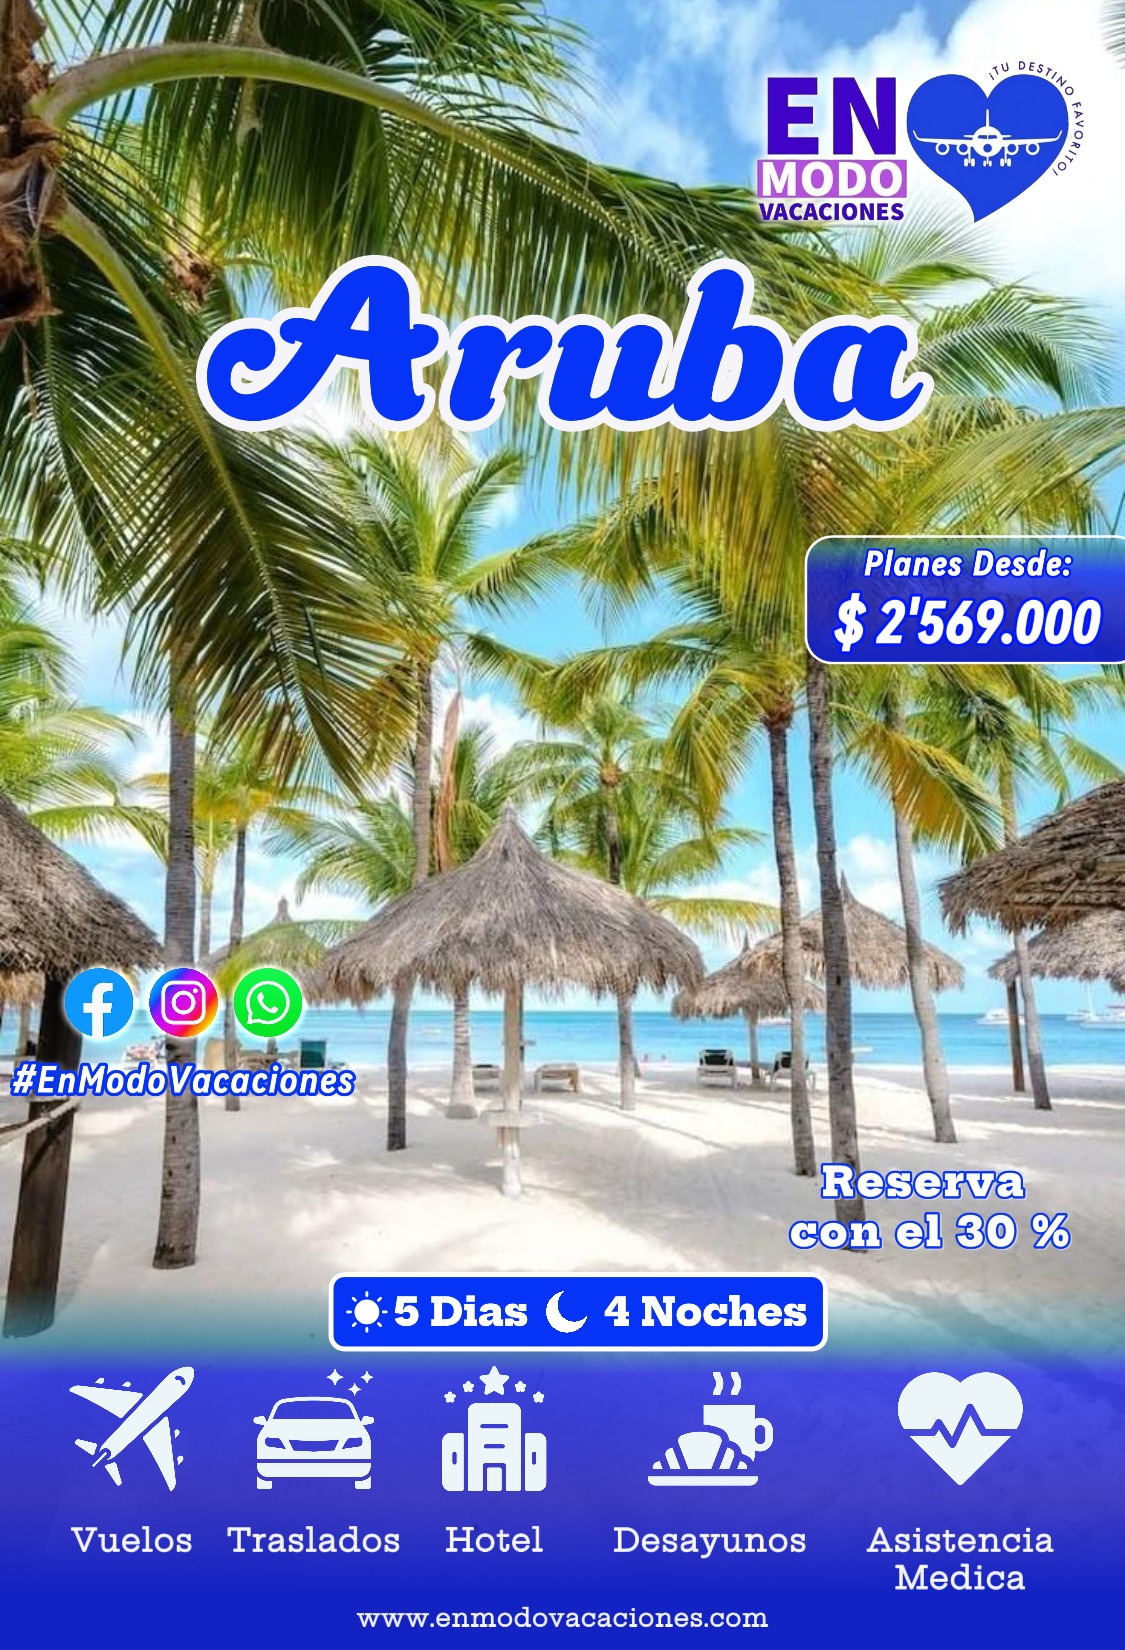 EN
MODO
VACACIONES
¡TU DESTINO FAVORITO!
Aruba
Planes Desde:
$ 2'569.000
#EnModoVacaciones
Reserva
con el 30 %
5 Dias 4 Noches
Vuelos Traslados Hotel Desayunos Asistencia
Medica
www.enmodovacaciones.com